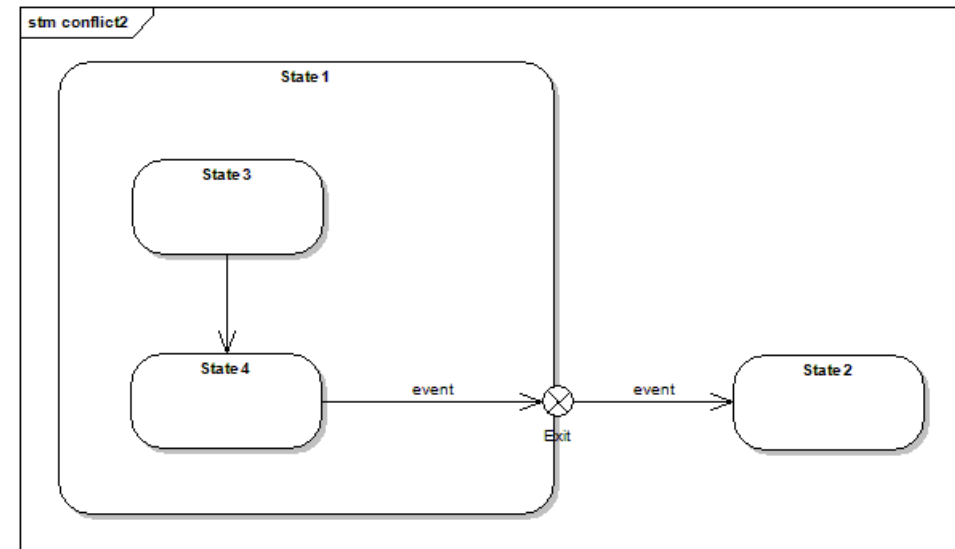 stm conflict2
State 1
State 3
State 4
event
event
State 2
Exit